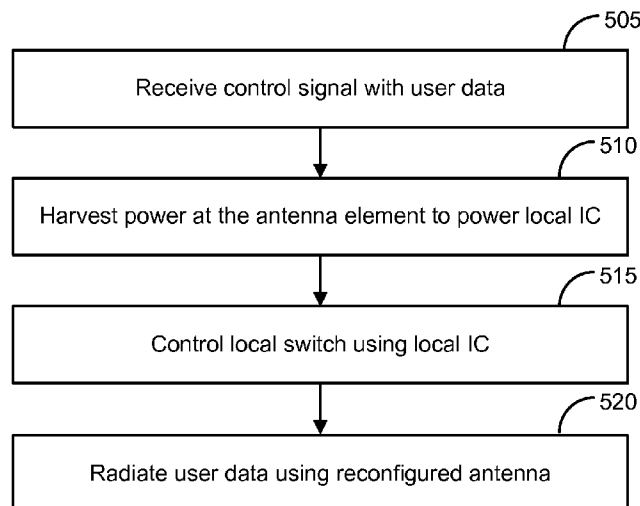 505
Receive control signal with user data
510
Harvest power at the antenna element to power local IC
515
Control local switch using local IC
520
Radiate user data using reconfigured antenna